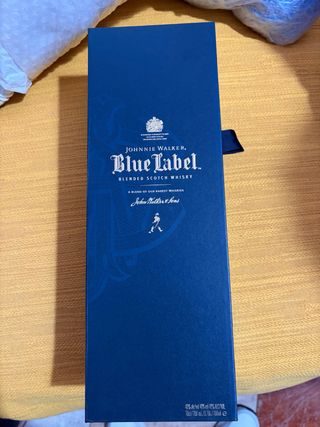 JOHNNIE WALKER
Blue Label
BLENDED SCOTCH WHISKY
A BLEND OF OUR RAREST WHISKIES
John Walker & Sons